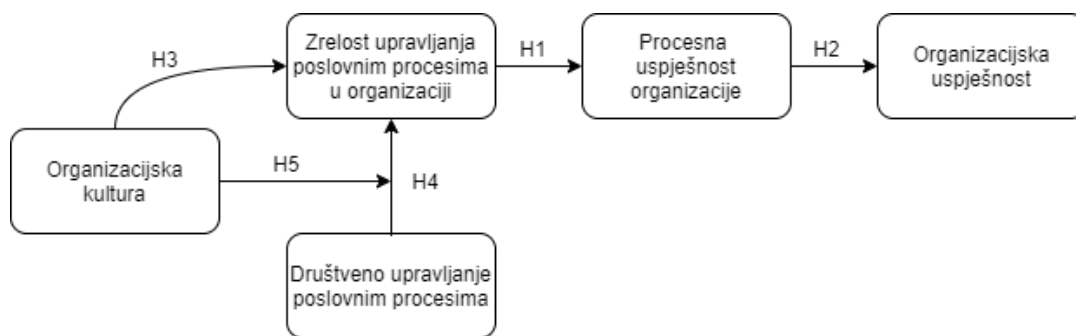 H3
Zrelost upravljanja
poslovnim procesima
u organizaciji
H1
Procesna
uspješnost
organizacije
H2
Organizacijska
uspješnost
Organizacijska
kultura
H5
H4
Društveno upravljanje
poslovnim procesima